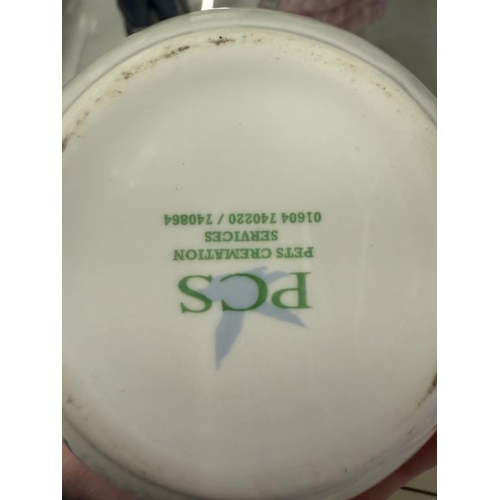 PCS
PETS CREMATION
SERVICES
01604 740220 / 740864